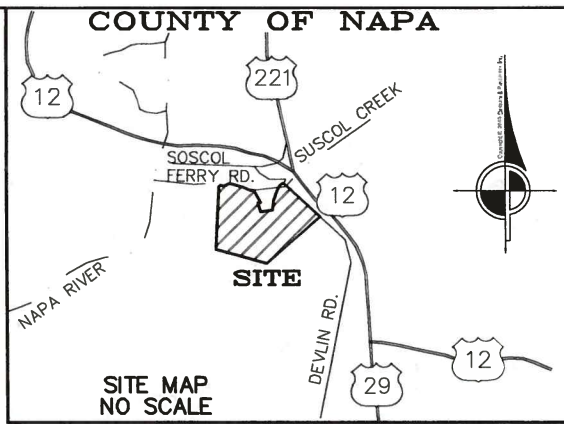 COUNTY OF NAPA
12
221
SUSCOL CREEK
SOSCOL
FERRY RD.
12
SITE
NAPA RIVER
DEVLIN RD.
12
29
SITE MAP
NO SCALE